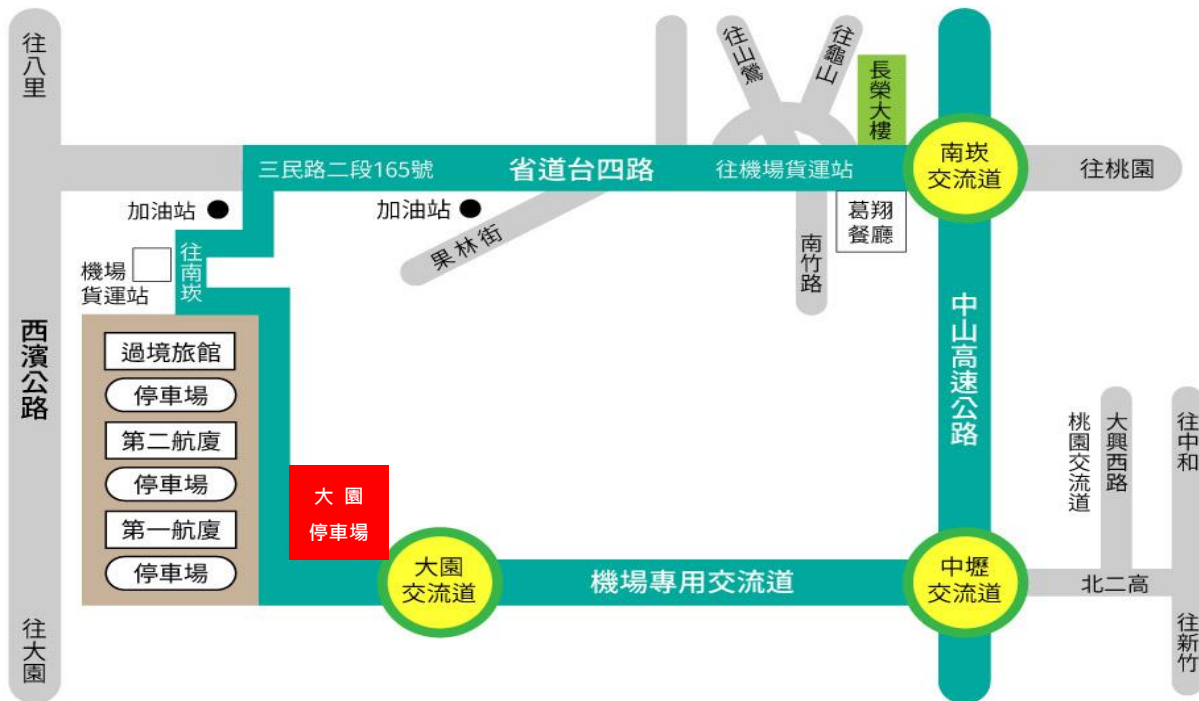 往八里
西濱公路
往大園
三民路二段165號
省道台四路
往機場貨運站
往山鶯
往龜山
長榮大樓
南崁
交流道
往桃園
加油站
加油站
果林街
南竹路
葛翔
餐廳
機場
貨運站
往南崁
過境旅館
停車場
第二航廈
停車場
第一航廈
停車場
大園
停車場
大園
交流道
機場專用交流道
中山高速公路
中壢
交流道
桃園交流道
大興西路
往中和
北二高
往新竹